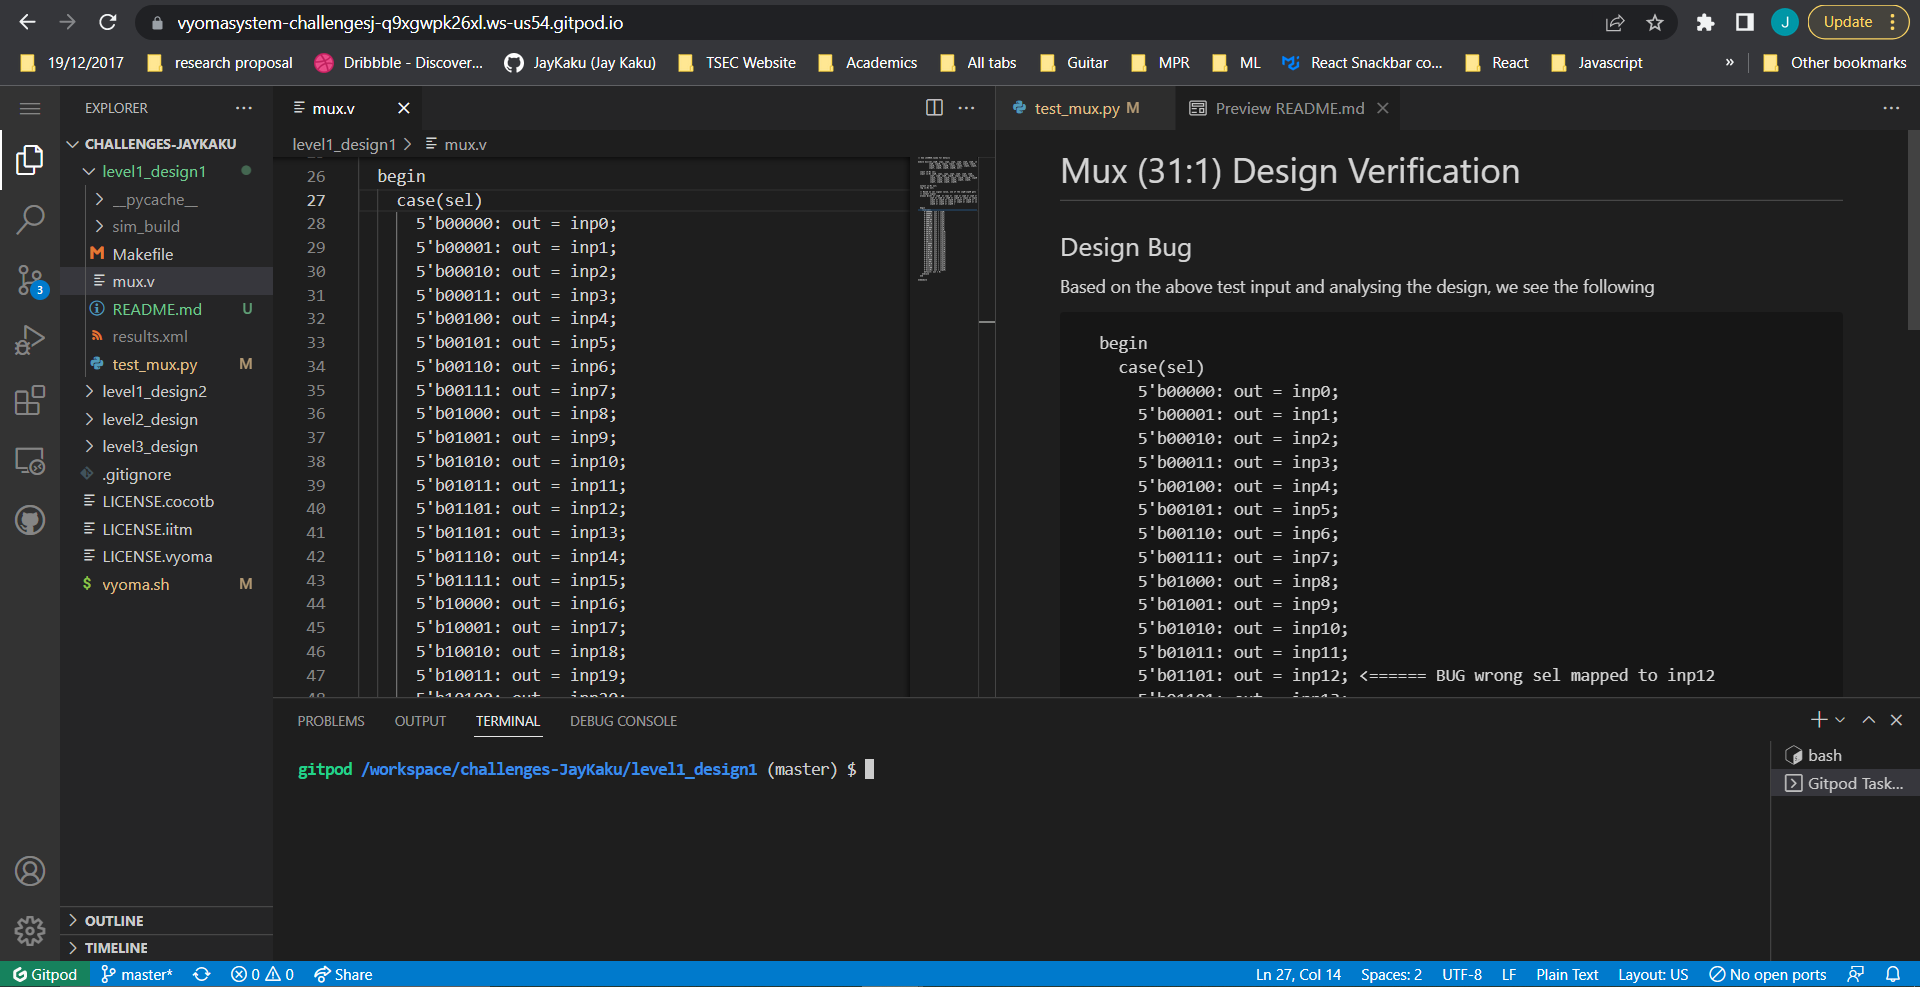 vyomasystem-challengesj-q9xgwpk26xl.ws-us54.gitpod.io
J
Update
19/12/2017
research proposal
Dribbble - Discover...
JayKaku (Jay Kaku)
TSEC Website
Academics
All tabs
Guitar
MPR
ML
React Snackbar co...
React
Javascript
»
Other bookmarks
3
EXPLORER
CHALLENGES-JAYKAKU
level1_design1
__pycache__
sim_build
Makefile
mux.v
README.md U
results.xml
test_mux.py M
level1_design2
level2_design
level3_design
.gitignore
LICENSE.cocotb
LICENSE.iitm
LICENSE.vyoma
vyoma.sh M
OUTLINE
TIMELINE
mux.v
level1_design1 > mux.v
26 begin
27 case(sel)
28 5'b00000: out = inp0;
29 5'b00001: out = inp1;
30 5'b00010: out = inp2;
31 5'b00011: out = inp3;
32 5'b00100: out = inp4;
33 5'b00101: out = inp5;
34 5'b00110: out = inp6;
35 5'b00111: out = inp7;
36 5'b01000: out = inp8;
37 5'b01001: out = inp9;
38 5'b01010: out = inp10;
39 5'b01011: out = inp11;
40 5'b01101: out = inp12;
41 5'b01101: out = inp13;
42 5'b01110: out = inp14;
43 5'b01111: out = inp15;
44 5'b10000: out = inp16;
45 5'b10001: out = inp17;
46 5'b10010: out = inp18;
47 5'b10011: out = inp19;
48 5'b10100: out = inp20;
test_mux.py M
Preview README.md
Mux (31:1) Design Verification
Design Bug
Based on the above test input and analysing the design, we see the following
begin
case(sel)
5'b00000: out = inp0;
5'b00001: out = inp1;
5'b00010: out = inp2;
5'b00011: out = inp3;
5'b00100: out = inp4;
5'b00101: out = inp5;
5'b00110: out = inp6;
5'b00111: out = inp7;
5'b01000: out = inp8;
5'b01001: out = inp9;
5'b01010: out = inp10;
5'b01011: out = inp11;
5'b01101: out = inp12; <====== BUG wrong sel mapped to inp12
5'b01101: out = inp13;
PROBLEMS
OUTPUT
TERMINAL
DEBUG CONSOLE
gitpod /workspace/challenges-JayKaku/level1_design1 (master) $
bash
Gitpod Task...
Gitpod
master*
0 0
Share
Ln 27, Col 14
Spaces: 2
UTF-8
LF
Plain Text
Layout: US
No open ports